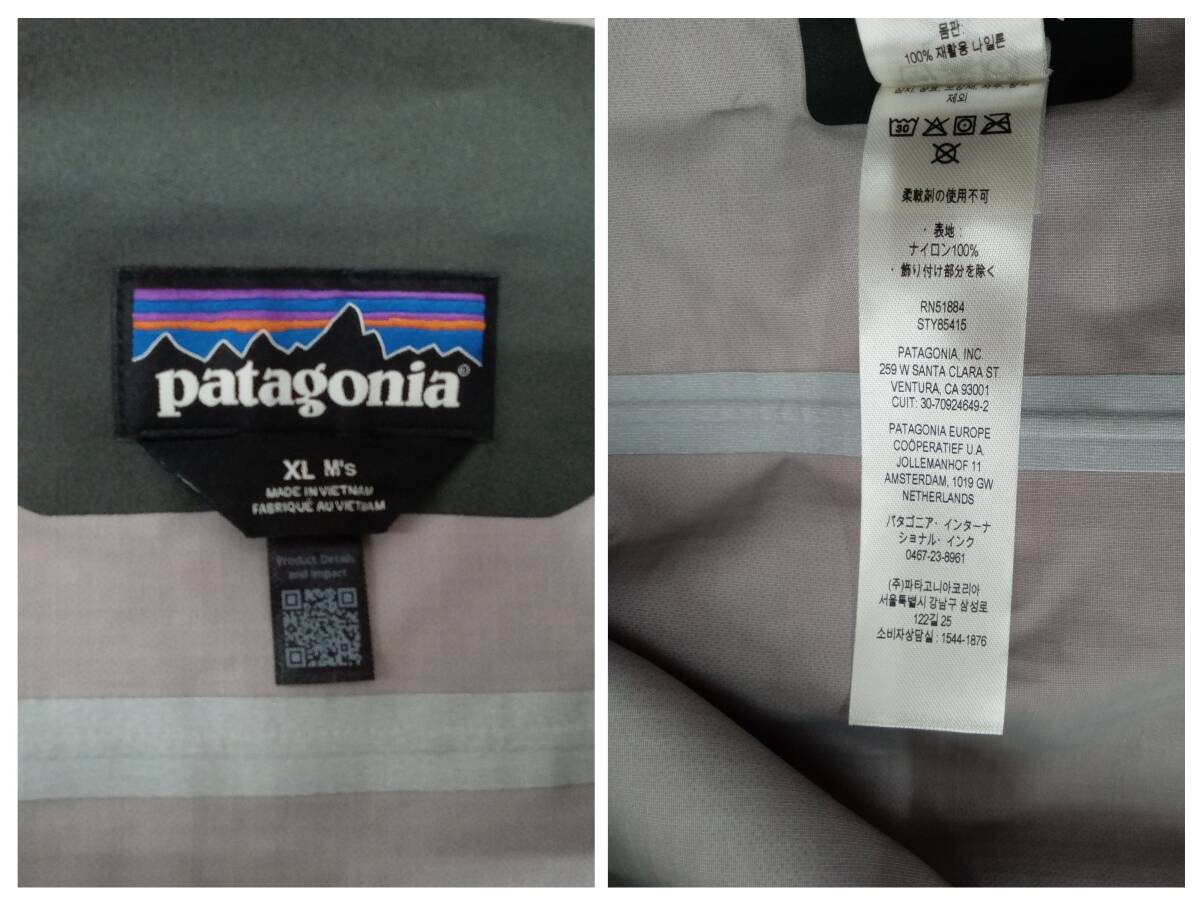 patagonia®
XL M's
MADE IN VIETNAM
FABRIQUÉ AU VIETNAM
Product Details
and Impact
몸판:
100% 재활용 나일론
제외
30
柔軟剤の使用不可
・表地:
ナイロン100%
・飾り付け部分を除く
RN51884
STY85415
PATAGONIA, INC.
259 W SANTA CLARA ST
VENTURA, CA 93001
CUIT: 30-70924649-2
PATAGONIA EUROPE
COÖPERATIEF U.A.
JOLLEMANHOF 11
AMSTERDAM, 1019 GW
NETHERLANDS
パタゴニア・インターナ
ショナル・インク
0467-23-8961
(주)파타고니아코리아
서울특별시 강남구 삼성로
122길 25
소비자상담실 : 1544-1876